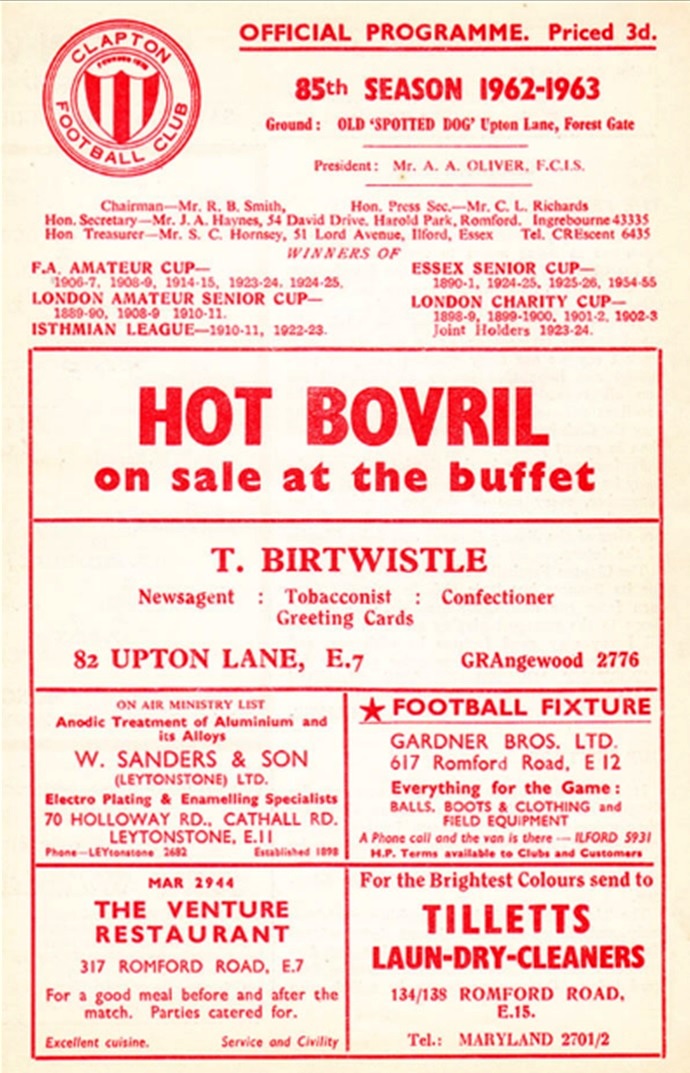 CLAPTON
FOUNDED 1878
FOOTBALL CLUB
OFFICIAL PROGRAMME. Priced 3d.
85th SEASON 1962-1963
Ground: OLD 'SPOTTED DOG' Upton Lane, Forest Gate
President: Mr. A. A. OLIVER, F.C.I.S.
Chairman—Mr. R. B. Smith, Hon. Press Sec.—Mr. C. L. Richards
Hon. Secretary—Mr. J. A. Haynes, 54 David Drive, Harold Park, Romford. Ingrebourne 43335
Hon Treasurer—Mr. S. C. Hornsey, 51 Lord Avenue, Ilford, Essex Tel. CREscent 6435
WINNERS OF
F.A. AMATEUR CUP—
1906-7, 1908-9, 1914-15, 1923-24, 1924-25.
LONDON AMATEUR SENIOR CUP—
1889-90, 1908-9 1910-11.
ISTHMIAN LEAGUE—1910-11, 1922-23.
ESSEX SENIOR CUP—
1890-1, 1924-25, 1925-26, 1954-55
LONDON CHARITY CUP—
1898-9, 1899-1900, 1901-2, 1902-3
Joint Holders 1923-24.
HOT BOVRIL
on sale at the buffet
T. BIRTWISTLE
Newsagent : Tobacconist : Confectioner
Greeting Cards
82 UPTON LANE, E.7 GRAngewood 2776
ON AIR MINISTRY LIST
Anodic Treatment of Aluminium and
its Alloys
W. SANDERS & SON
(LEYTONSTONE) LTD.
Electro Plating & Enamelling Specialists
70 HOLLOWAY RD., CATHALL RD.
LEYTONSTONE, E.11
Phone—LEYtonstone 2682 Established 1898
★ FOOTBALL FIXTURE
GARDNER BROS. LTD.
617 Romford Road, E 12
Everything for the Game:
BALLS, BOOTS & CLOTHING and
FIELD EQUIPMENT
A Phone call and the van is there — ILFORD 5931
H.P. Terms available to Clubs and Customers
MAR 2944
THE VENTURE
RESTAURANT
317 ROMFORD ROAD, E.7
For a good meal before and after the
match. Parties catered for.
Excellent cuisine. Service and Civility
For the Brightest Colours send to
TILLETTS
LAUN-DRY-CLEANERS
134/138 ROMFORD ROAD,
E.15.
Tel.: MARYLAND 2701/2